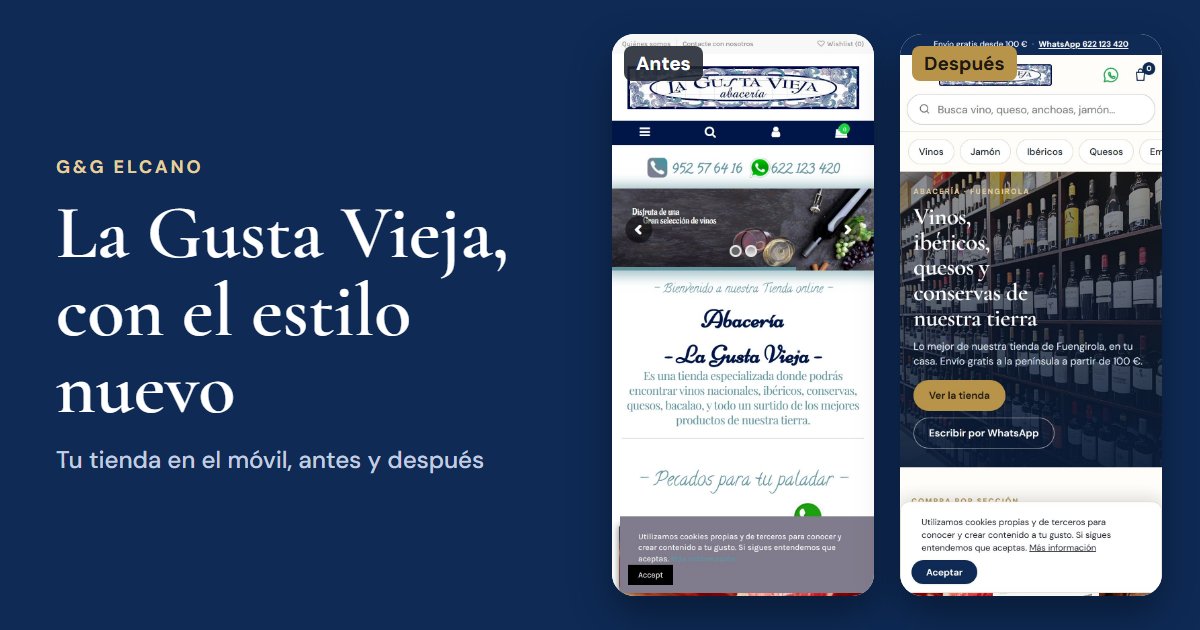 G&G ELCANO
La Gusta Vieja,
con el estilo
nuevo
Tu tienda en el móvil, antes y después
Quiénes somos
Contacte con nosotros
Wishlist (0)
Antes
LA GUSTA VIEJA
abacería
0
952 57 64 16
622 123 420
Disfruta de una
Gran selección de vinos
– Bienvenido a nuestra Tienda online –
Abacería
– La Gusta Vieja –
Es una tienda especializada donde podrás
encontrar vinos nacionales, ibéricos, conservas,
quesos, bacalao, y todo un surtido de los mejores
productos de nuestra tierra.
– Pecados para tu paladar –
Utilizamos cookies propias y de terceros para conocer y
crear contenido a tu gusto. Si sigues entendemos que
aceptas.
Accept
Envío gratis desde 100 € · WhatsApp 622 123 420
Después
0
Busca vino, queso, anchoas, jamón…
Vinos
Jamón
Ibéricos
Quesos
Em
ABACERÍA · FUENGIROLA
Vinos,
ibéricos,
quesos y
conservas de
nuestra tierra
Lo mejor de nuestra tienda de Fuengirola, en tu
casa. Envío gratis a la península a partir de 100 €.
Ver la tienda
Escribir por WhatsApp
COMPRA POR SECCIÓN
Utilizamos cookies propias y de terceros para
conocer y crear contenido a tu gusto. Si sigues
entendemos que aceptas. Más información
Aceptar